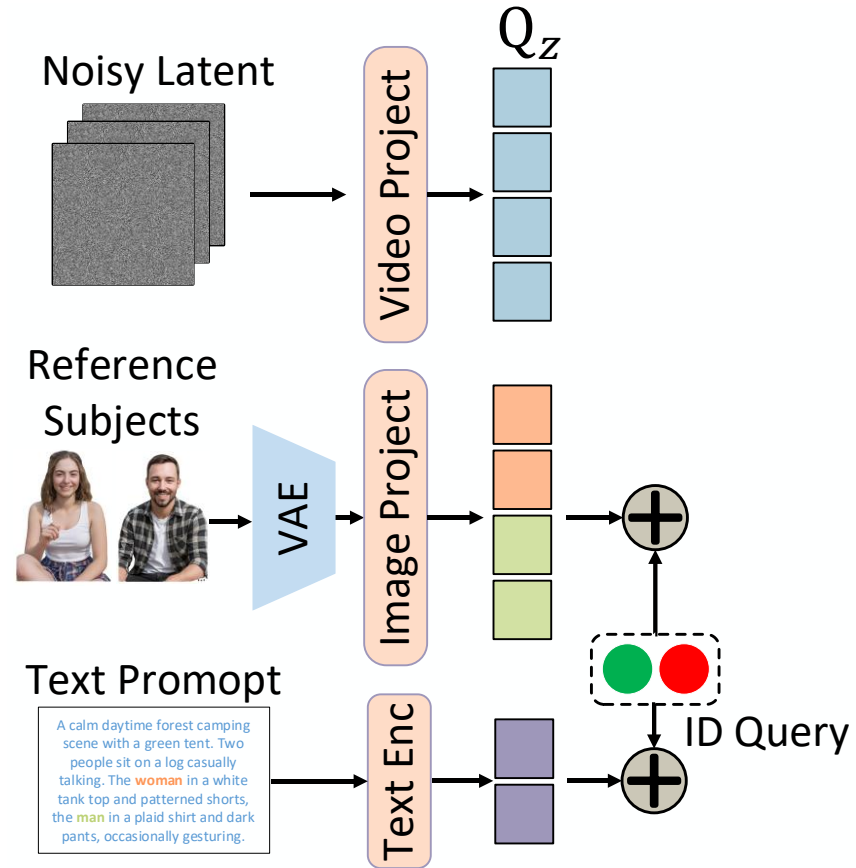 Q_z
Noisy Latent
Video Project
Reference
Subjects
VAE
Image Project
Text Promopt
A calm daytime forest camping
scene with a green tent. Two
people sit on a log casually
talking. The woman in a white
tank top and patterned shorts,
the man in a plaid shirt and dark
pants, occasionally gesturing.
Text Enc
ID Query